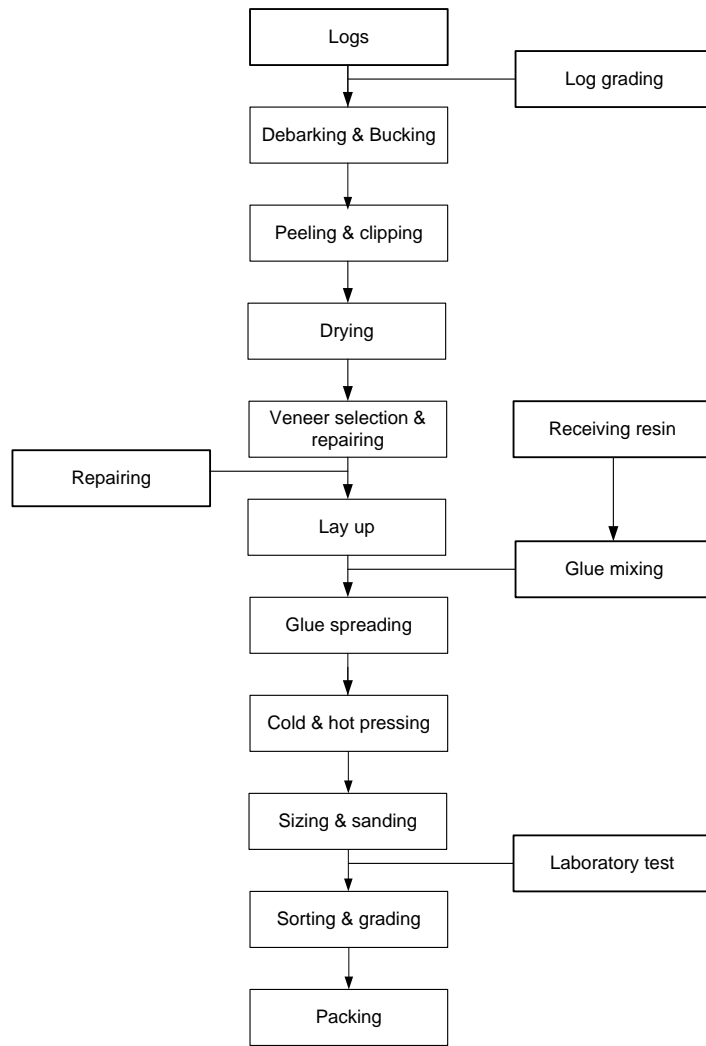 Logs
Log grading
Debarking & Bucking
Peeling & clipping
Drying
Veneer selection &
repairing
Receiving resin
Repairing
Lay up
Glue mixing
Glue spreading
Cold & hot pressing
Sizing & sanding
Laboratory test
Sorting & grading
Packing